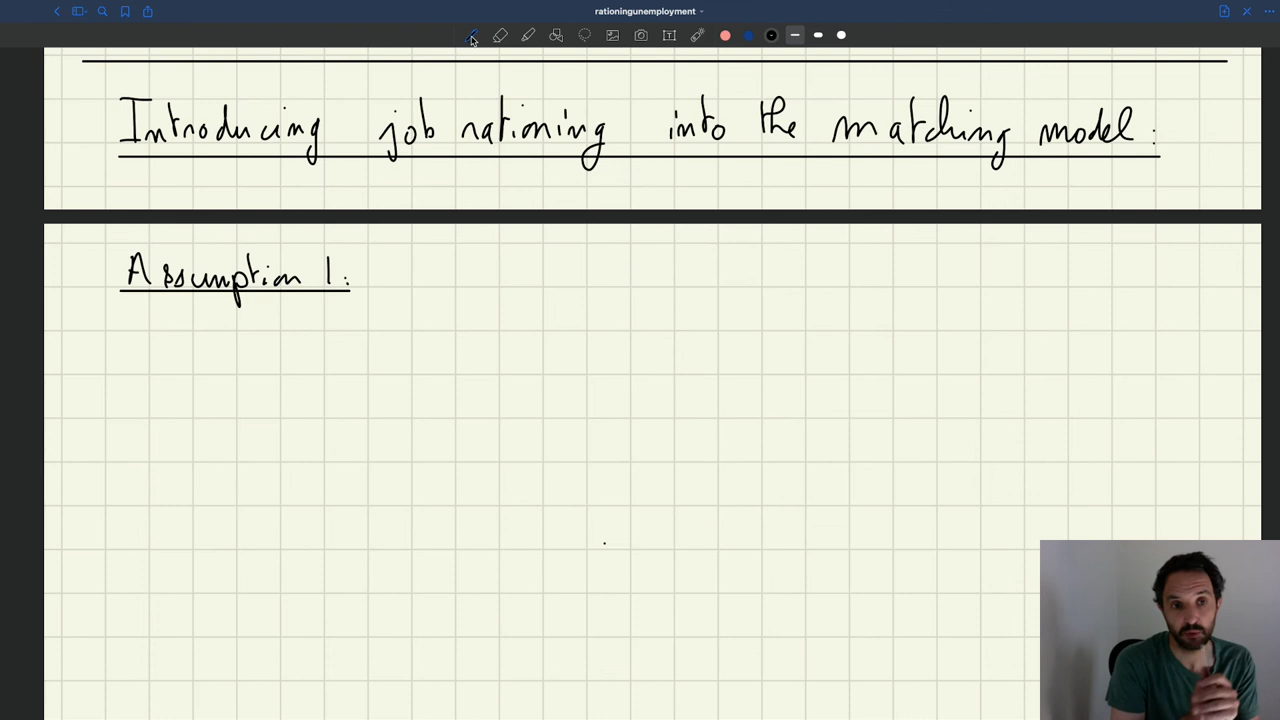 rationingunemployment
Introducing job rationing into the matching model:
Assumption 1: